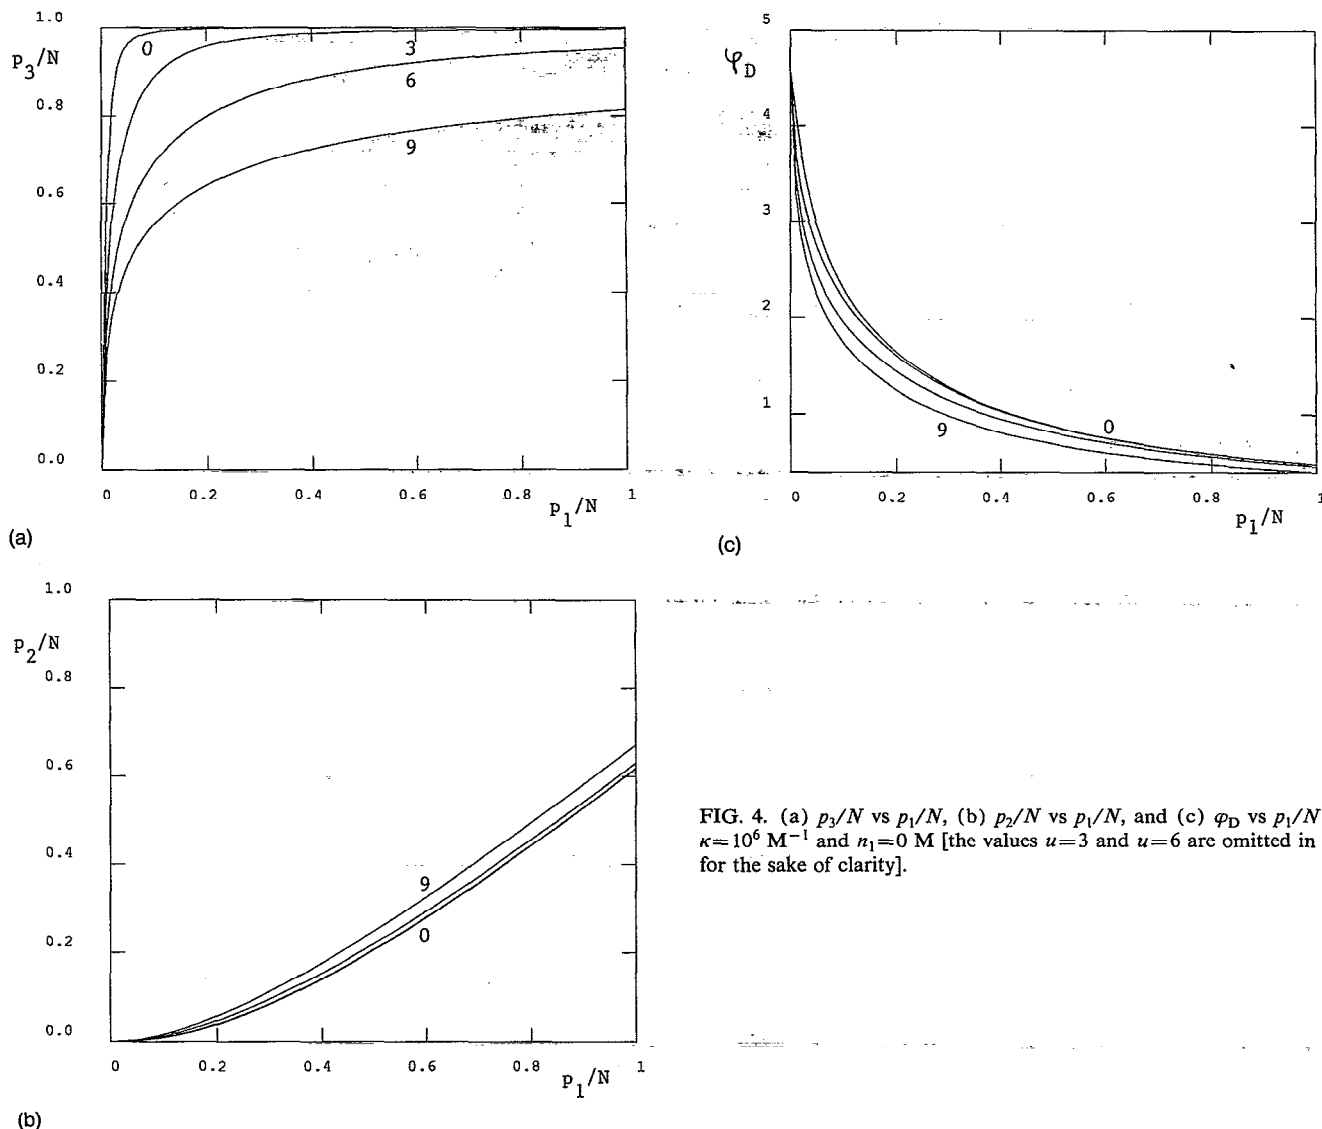 1.0
p3/N
0.8
0.6
0.4
0.2
0.0
0
3
6
9
0 0.2 0.4 0.6 0.8 1
p1/N
(a)
5
φD
4
3
2
1
9
0
0 0.2 0.4 0.6 0.8 1
p1/N
(c)
1.0
p2/N
0.8
0.6
0.4
0.2
0.0
9
0
0 0.2 0.4 0.6 0.8 1
p1/N
(b)
FIG. 4. (a) p3/N vs p1/N, (b) p2/N vs p1/N, and (c) φD vs p1/N
κ=10⁶ M⁻¹ and n1=0 M [the values u=3 and u=6 are omitted in
for the sake of clarity].